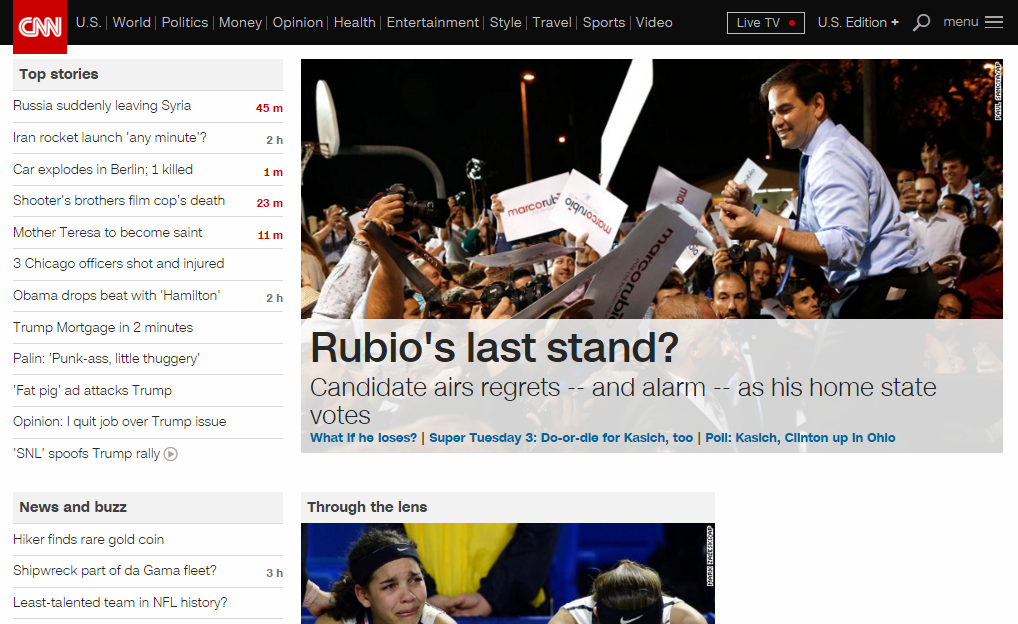 CNN
U.S.
World
Politics
Money
Opinion
Health
Entertainment
Style
Travel
Sports
Video
Live TV
U.S. Edition +
menu
Top stories
Russia suddenly leaving Syria 45 m
Iran rocket launch 'any minute'? 2 h
Car explodes in Berlin; 1 killed 1 m
Shooter's brothers film cop's death 23 m
Mother Teresa to become saint 11 m
3 Chicago officers shot and injured
Obama drops beat with 'Hamilton' 2 h
Trump Mortgage in 2 minutes
Palin: 'Punk-ass, little thuggery'
'Fat pig' ad attacks Trump
Opinion: I quit job over Trump issue
'SNL' spoofs Trump rally
marcorubio
marcorubio
Rubio's last stand?
Candidate airs regrets -- and alarm -- as his home state
votes
What if he loses? | Super Tuesday 3: Do-or-die for Kasich, too | Poll: Kasich, Clinton up in Ohio
News and buzz
Hiker finds rare gold coin
Shipwreck part of da Gama fleet? 3 h
Least-talented team in NFL history?
Through the lens